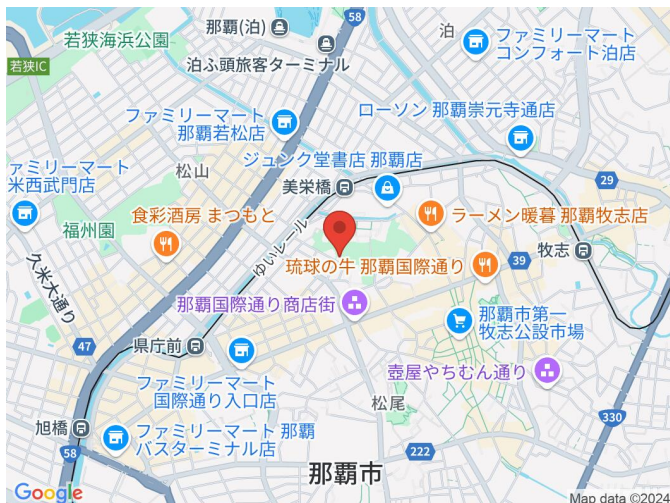 那覇(泊)
58
泊
ファミリーマート
コンフォート泊店
若狭海浜公園
若狭IC
泊ふ頭旅客ターミナル
ファミリーマート
那覇若松店
ローソン 那覇崇元寺通店
ジュンク堂書店 那覇店
松山
ァミリーマート
米西武門店
美栄橋
29
食彩酒房 まつもと
ラーメン暖暮 那覇牧志店
福州園
ゆいレール
牧志
琉球の牛 那覇国際通り
39
久米大通り
那覇国際通り商店街
那覇市第一
牧志公設市場
47
県庁前
壺屋やちむん通り
ファミリーマート
国際通り入口店
松尾
330
旭橋
ファミリーマート 那覇
バスターミナル店
58
222
那覇市
Google
Map data ©2024